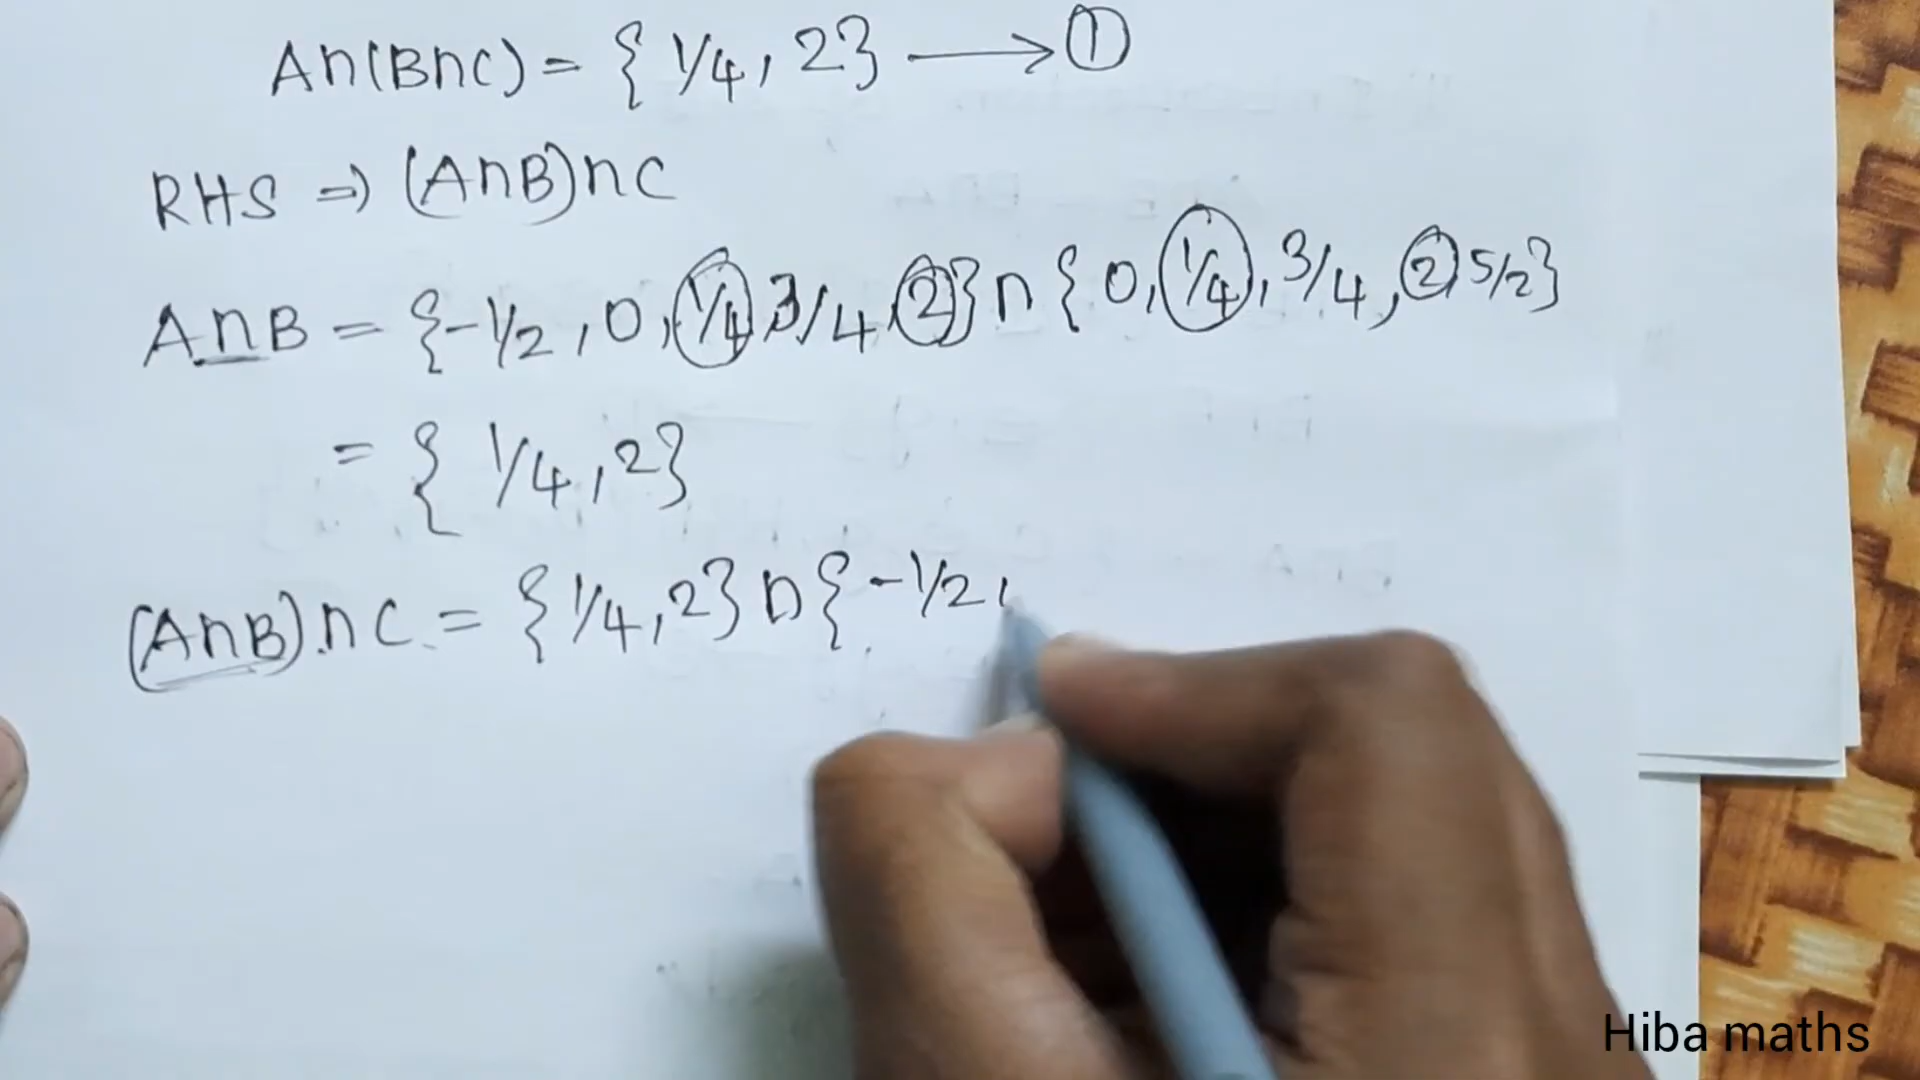 A∩(B∩C) = { 1/4, 2} ⟶ ①
RHS ⇒ (A∩B)∩C
A∩B = {-1/2, 0, 1/4, 3/4, 2} ∩ { 0, 1/4, 3/4, 2, 5/2}
= { 1/4, 2}
(A∩B)∩C = { 1/4, 2} ∩ { -1/2,
Hiba maths